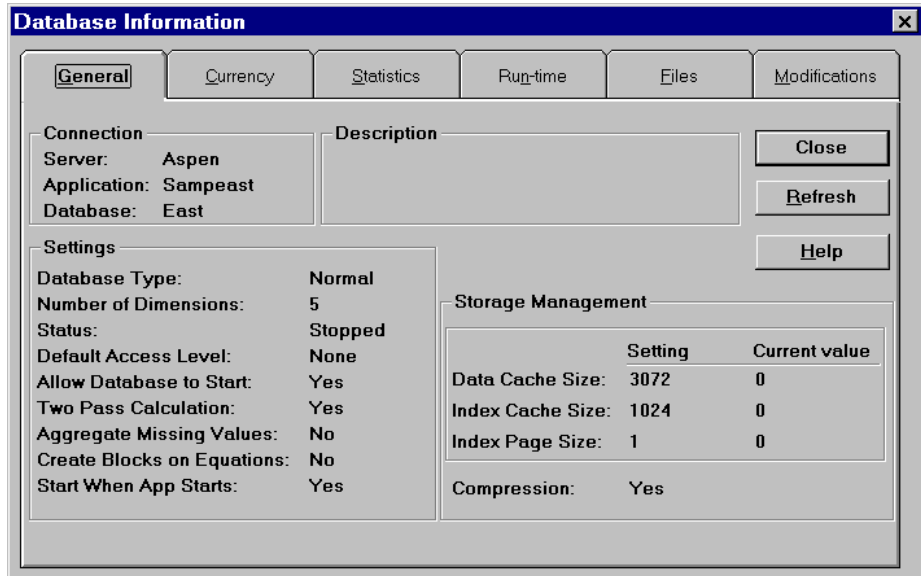 Database Information
General Currency Statistics Run-time Files Modifications
Connection
Server: Aspen
Application: Sampeast
Database: East
Description
Close
Refresh
Help
Settings
Database Type: Normal
Number of Dimensions: 5
Status: Stopped
Default Access Level: None
Allow Database to Start: Yes
Two Pass Calculation: Yes
Aggregate Missing Values: No
Create Blocks on Equations: No
Start When App Starts: Yes
Storage Management
Setting Current value
Data Cache Size: 3072 0
Index Cache Size: 1024 0
Index Page Size: 1 0
Compression: Yes